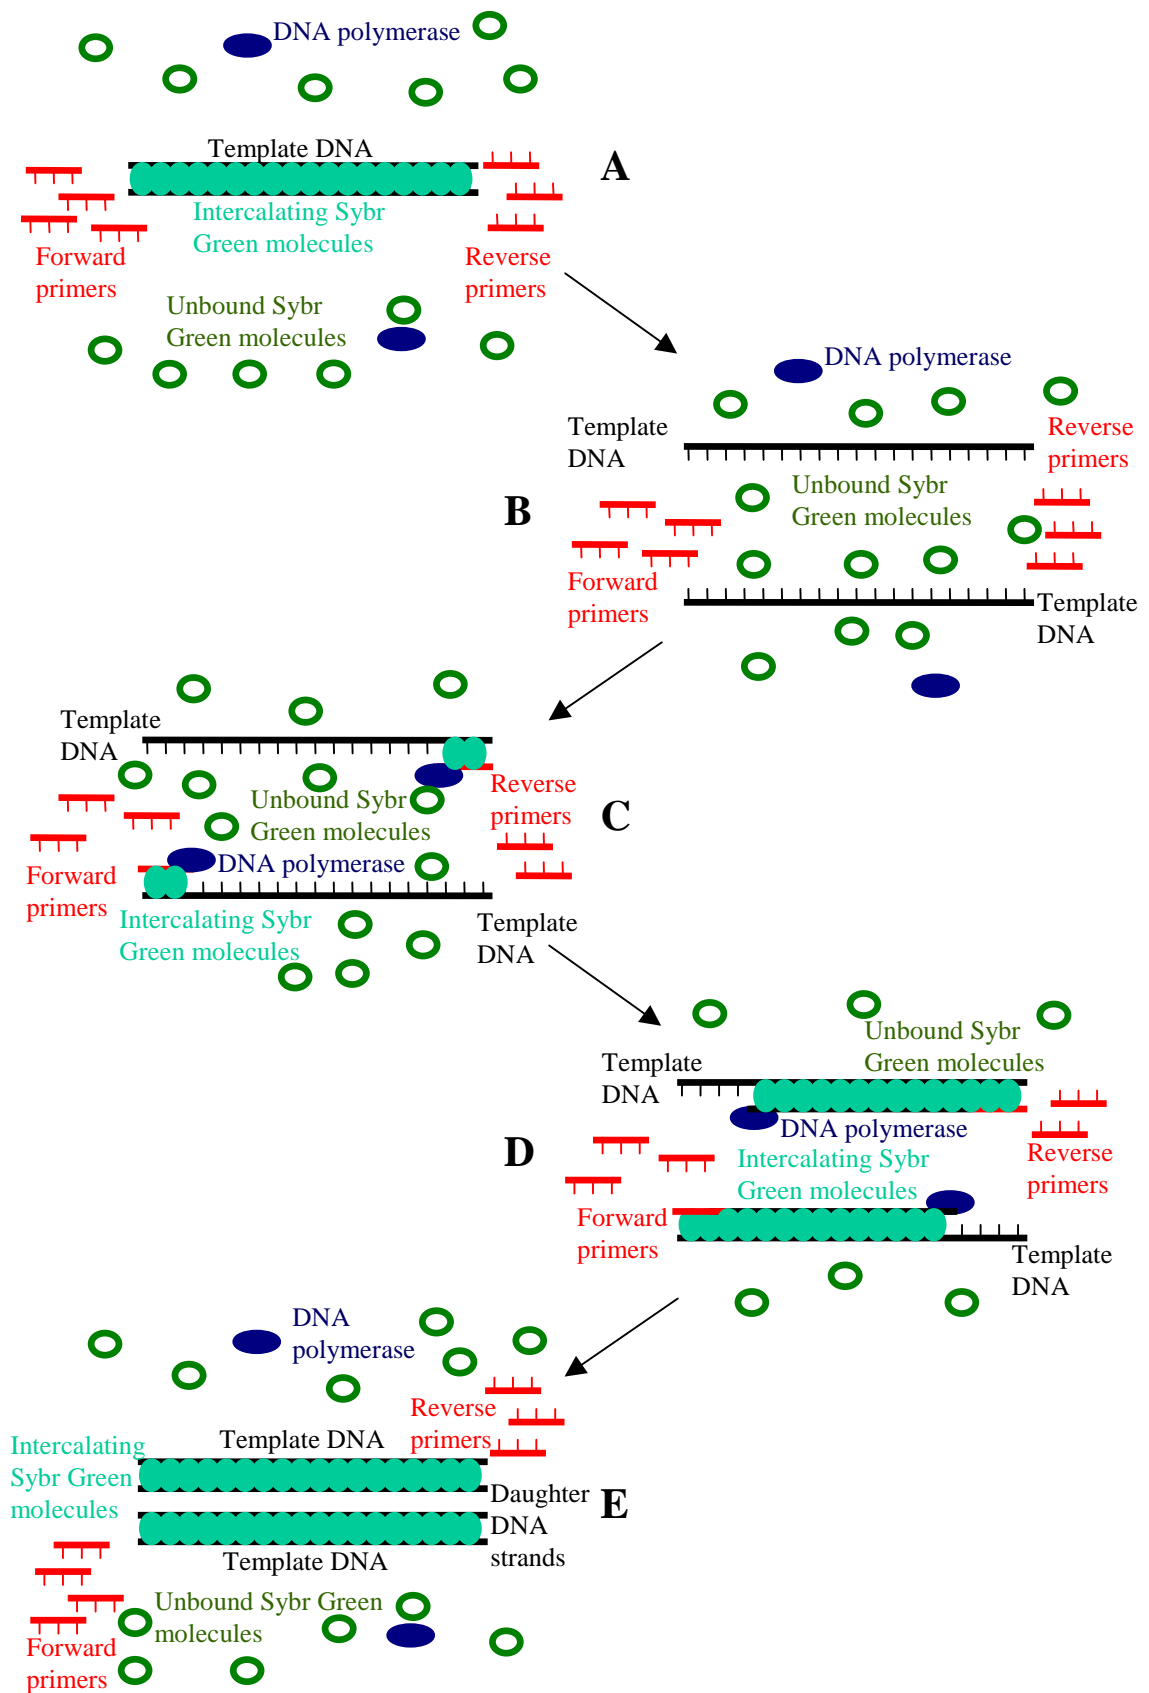 DNA polymerase
Template DNA
A
Intercalating Sybr
Green molecules
Forward
primers
Reverse
primers
Unbound Sybr
Green molecules
DNA polymerase
Template
DNA
Reverse
primers
Unbound Sybr
Green molecules
B
Forward
primers
Template
DNA
Template
DNA
Reverse
primers
Unbound Sybr
Green molecules
C
DNA polymerase
Forward
primers
Intercalating Sybr
Green molecules
Template
DNA
Unbound Sybr
Green molecules
Template
DNA
DNA polymerase
D
Intercalating Sybr
Green molecules
Reverse
primers
Forward
primers
Template
DNA
DNA
polymerase
Reverse
primers
Template DNA
Intercalating
Sybr Green
molecules
Daughter
DNA
strands
E
Template DNA
Unbound Sybr Green
molecules
Forward
primers